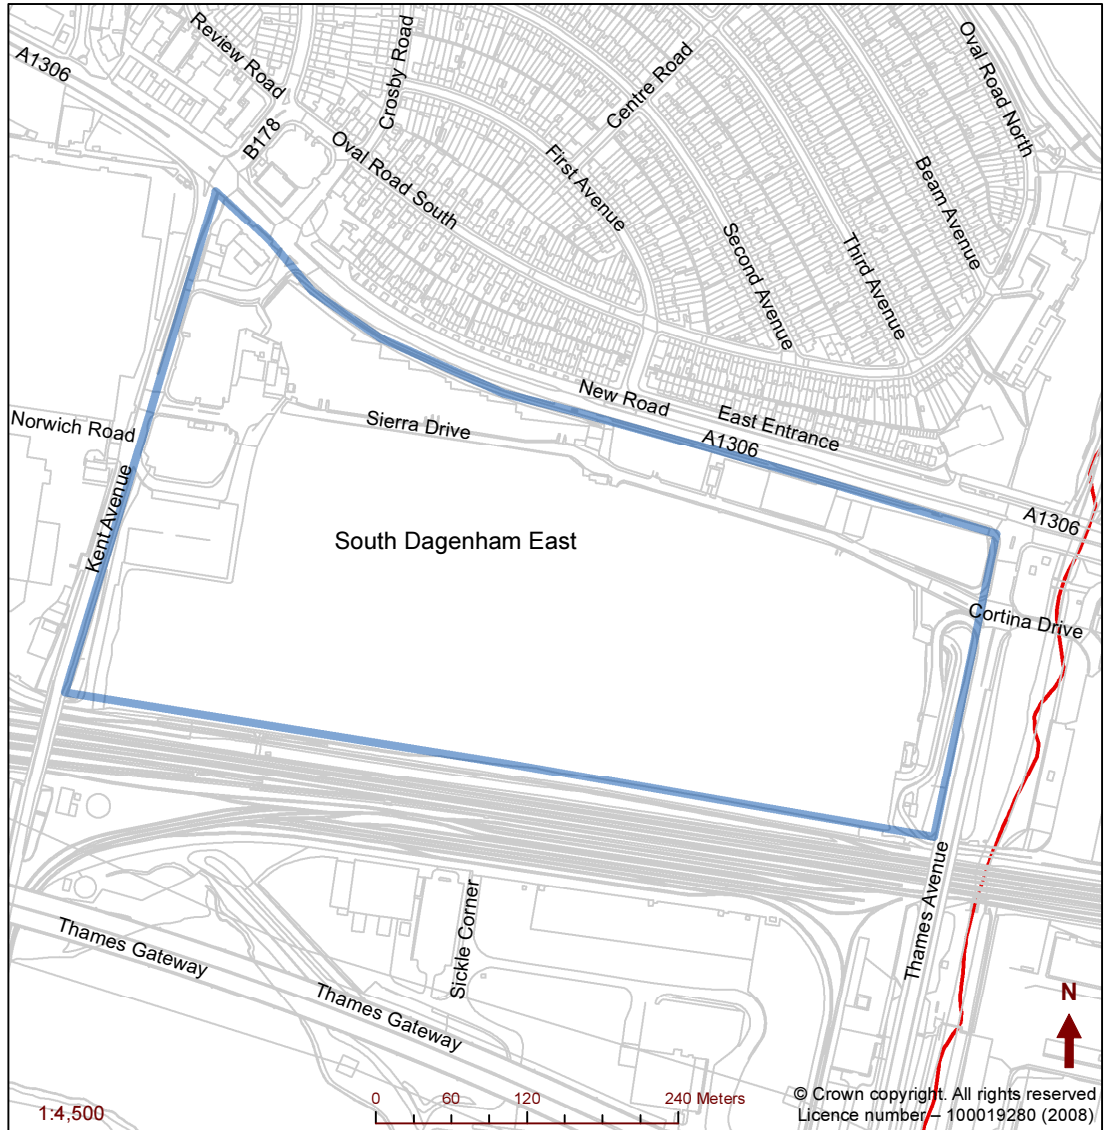 Review Road
Crosby Road
Centre Road
Oval Road North
A1306
B178
Oval Road South
First Avenue
Beam Avenue
Second Avenue
Third Avenue
New Road
East Entrance
Norwich Road
Sierra Drive
A1306
A1306
Kent Avenue
South Dagenham East
Cortina Drive
Thames Avenue
Sickle Corner
Thames Gateway
Thames Gateway
N
1:4,500
0 60 120 240 Meters
© Crown copyright. All rights reserved
Licence number – 100019280 (2008)